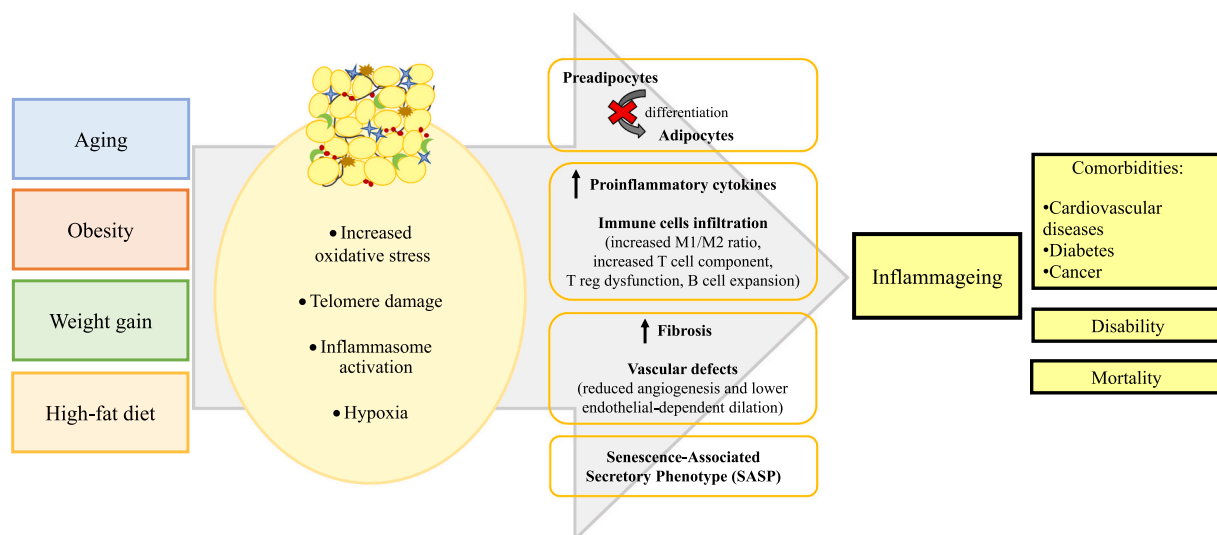 Aging
Obesity
Weight gain
High-fat diet
• Increased
oxidative stress
• Telomere damage
• Inflammasome
activation
• Hypoxia
Preadipocytes
differentiation
Adipocytes
Proinflammatory cytokines
Immune cells infiltration
(increased M1/M2 ratio,
increased T cell component,
T reg dysfunction, B cell expansion)
Fibrosis
Vascular defects
(reduced angiogenesis and lower
endothelial-dependent dilation)
Senescence-Associated
Secretory Phenotype (SASP)
Inflammageing
Comorbidities:
•Cardiovascular
diseases
•Diabetes
•Cancer
Disability
Mortality